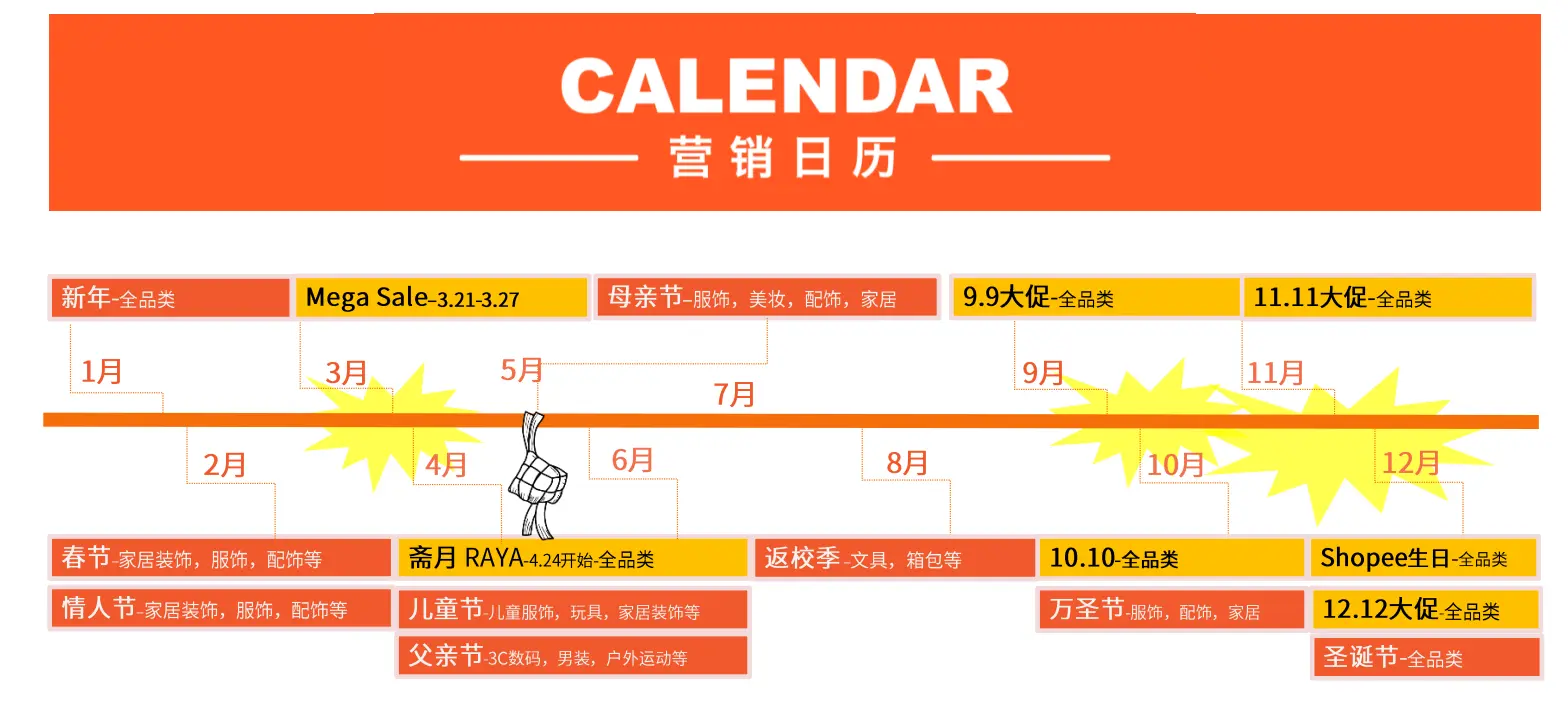 CALENDAR
营销日历
新年-全品类
Mega Sale–3.21-3.27
母亲节–服饰，美妆，配饰，家居
9.9大促-全品类
11.11大促-全品类
1月
3月
5月
7月
9月
11月
2月
4月
6月
8月
10月
12月
春节–家居装饰，服饰，配饰等
斋月 RAYA-4.24开始-全品类
返校季 –文具，箱包等
10.10-全品类
Shopee生日-全品类
情人节–家居装饰，服饰，配饰等
儿童节–儿童服饰，玩具，家居装饰等
万圣节-服饰，配饰，家居
12.12大促-全品类
父亲节-3C数码，男装，户外运动等
圣诞节-全品类